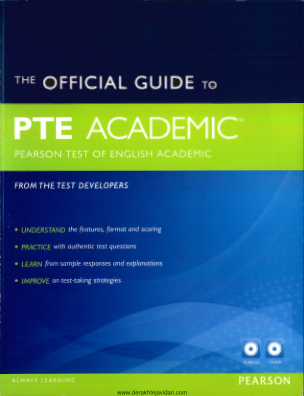 THE OFFICIAL GUIDE TO
PTE ACADEMIC™
PEARSON TEST OF ENGLISH ACADEMIC
FROM THE TEST DEVELOPERS
• UNDERSTAND the features, format and scoring
• PRACTICE with authentic test questions
• LEARN from sample responses and explanations
• IMPROVE on test-taking strategies
ALWAYS LEARNING
PEARSON
www.derakhtejavidan.com